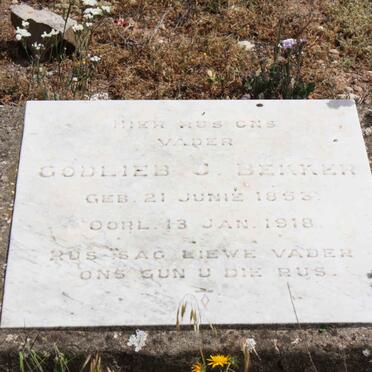 HIER RUS ONS
VADER
GODLIEB J. BEKKER
GEB. 21 JUNIE 1853
OORL. 13 JAN. 1918.
RUS SAG LIEWE VADER
ONS GUN U DIE RUS.